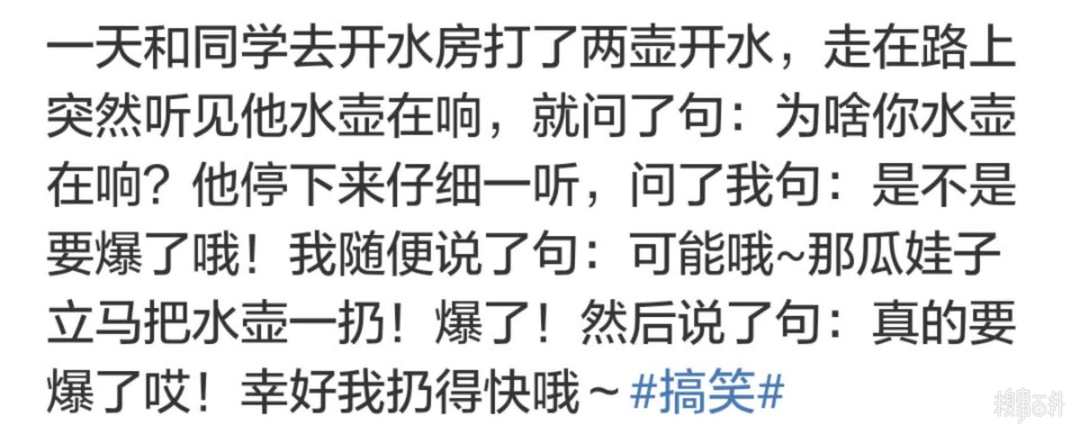 一天和同学去开水房打了两壶开水，走在路上
突然听见他水壶在响，就问了句：为啥你水壶
在响？他停下来仔细一听，问了我句：是不是
要爆了哦！我随便说了句：可能哦~那瓜娃子
立马把水壶一扔！爆了！然后说了句：真的要
爆了哎！幸好我扔得快哦～#搞笑#